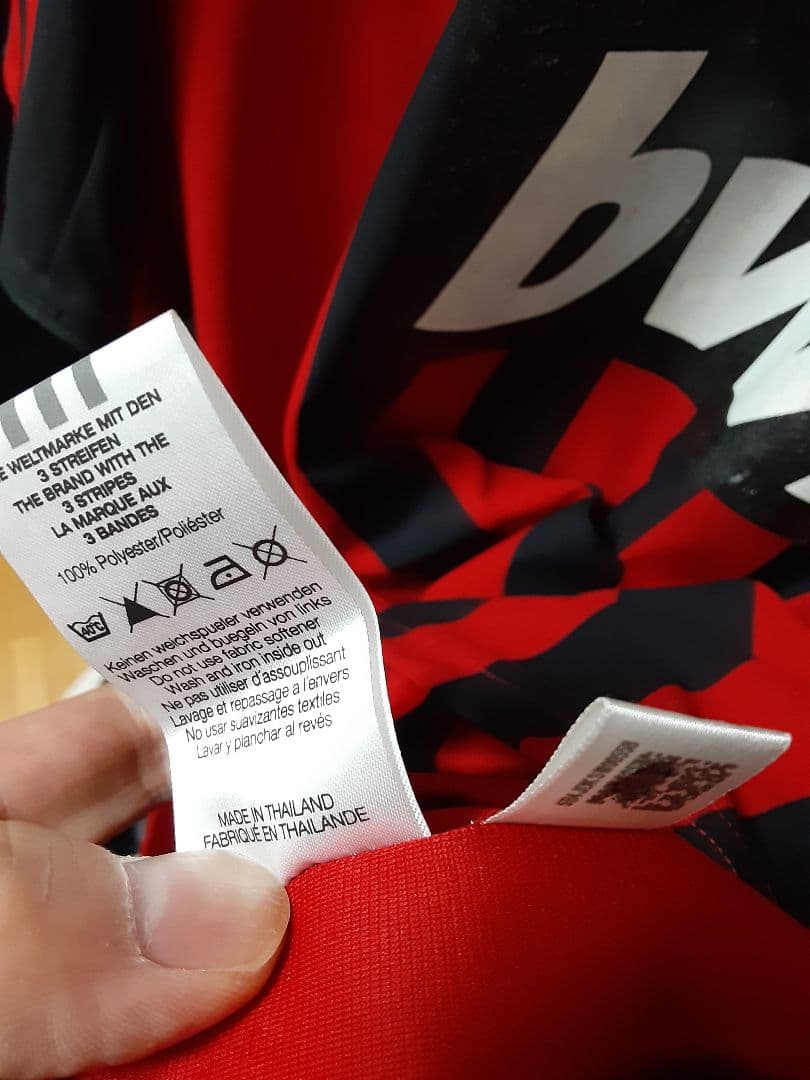 bw
E WELTMARKE MIT DEN
3 STREIFEN
THE BRAND WITH THE
3 STRIPES
LA MARQUE AUX
3 BANDES
100% Polyester/Poliéster
40°C
Keinen weichspueler verwenden
Waschen und buegeln von links
Do not use fabric softener
Wash and iron inside out
Ne pas utiliser d'assouplissant
Lavage et repassage a l'envers
No usar suavizantes textiles
Lavar y planchar al revés
MADE IN THAILAND
FABRIQUÉ EN THAILANDE